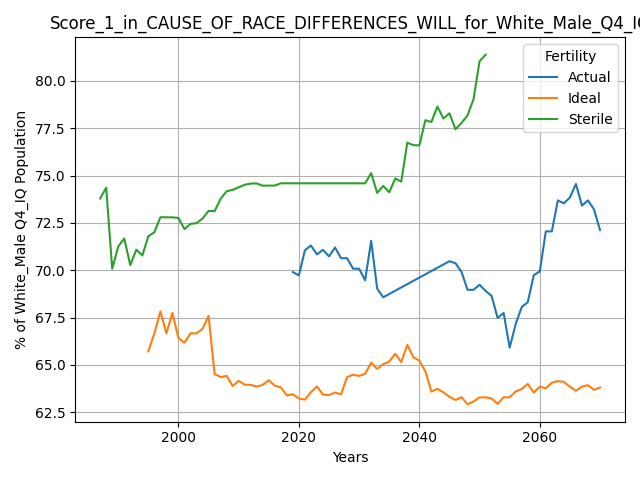 Score_1_in_CAUSE_OF_RACE_DIFFERENCES_WILL_for_White_Male_Q4_IQ
Fertility
Actual
Ideal
Sterile
% of White_Male Q4_IQ Population
80.0
77.5
75.0
72.5
70.0
67.5
65.0
62.5
2000
2020
2040
2060
Years